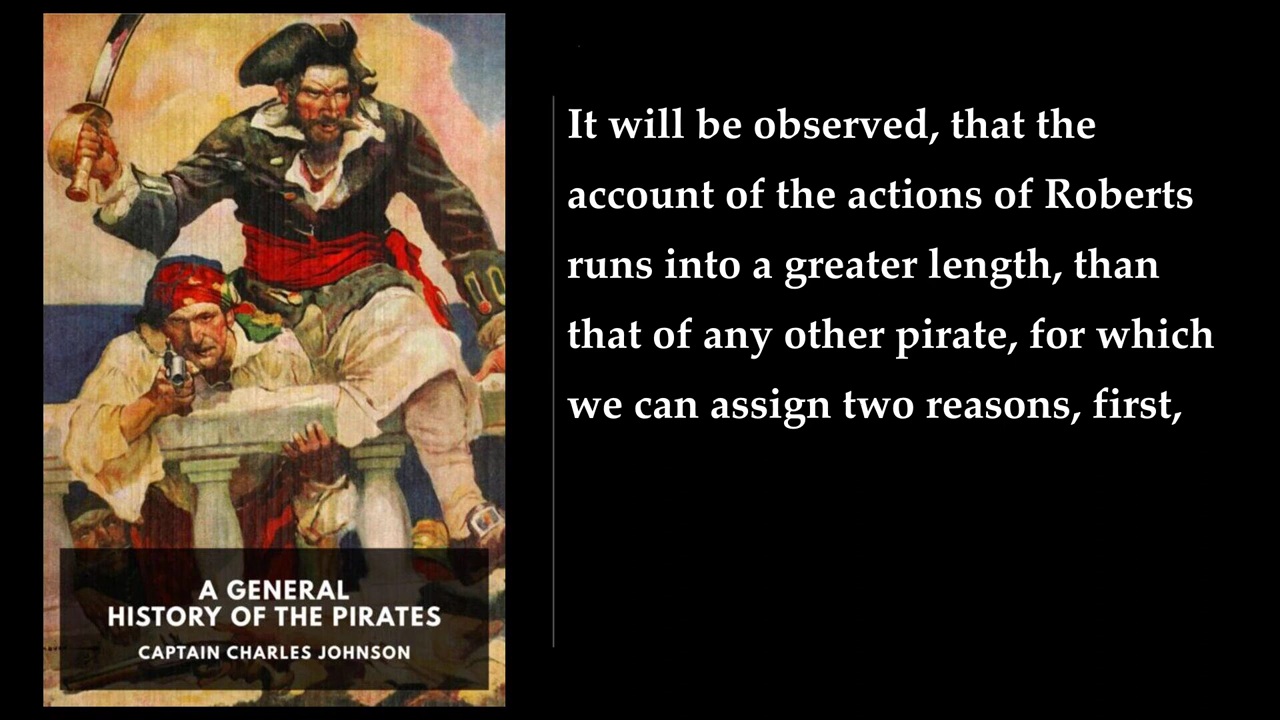 It will be observed, that the
account of the actions of Roberts
runs into a greater length, than
that of any other pirate, for which
we can assign two reasons, first,
A GENERAL
HISTORY OF THE PIRATES
CAPTAIN CHARLES JOHNSON